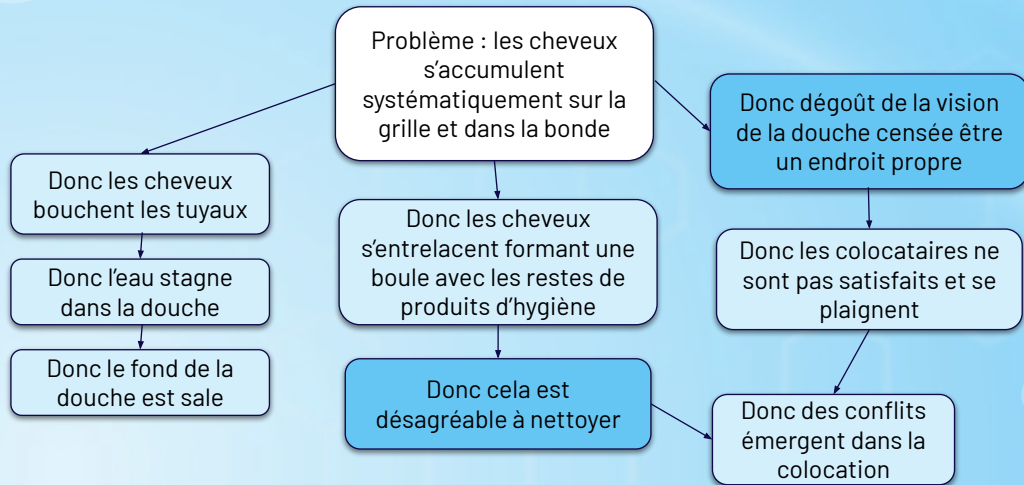 Problème : les cheveux
s'accumulent
systématiquement sur la
grille et dans la bonde
Donc les cheveux
bouchent les tuyaux
Donc l'eau stagne
dans la douche
Donc le fond de la
douche est sale
Donc les cheveux
s'entrelacent formant une
boule avec les restes de
produits d'hygiène
Donc cela est
désagréable à nettoyer
Donc dégoût de la vision
de la douche censée être
un endroit propre
Donc les colocataires ne
sont pas satisfaits et se
plaignent
Donc des conflits
émergent dans la
colocation